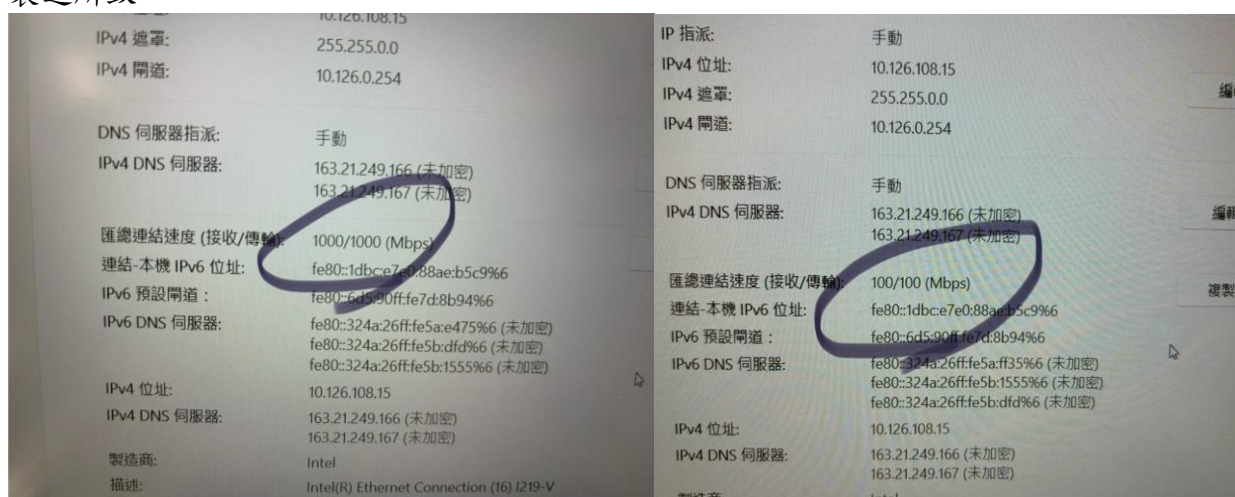 10.126.108.15
IPv4 遮罩:
255.255.0.0
IPv4 閘道:
10.126.0.254
DNS 伺服器指派:
手動
IPv4 DNS 伺服器:
163.21.249.166 (未加密)
163.21.249.167 (未加密)
匯總連結速度 (接收/傳輸):
1000/1000 (Mbps)
連結-本機 IPv6 位址:
fe80::1dbc:e7e0:88ae:b5c9%6
IPv6 預設閘道：
fe80::6d5:90ff:fe7d:8b94%6
IPv6 DNS 伺服器:
fe80::324a:26ff:fe5a:e475%6 (未加密)
fe80::324a:26ff:fe5b:dfd%6 (未加密)
fe80::324a:26ff:fe5b:1555%6 (未加密)
IPv4 位址:
10.126.108.15
IPv4 DNS 伺服器:
163.21.249.166 (未加密)
163.21.249.167 (未加密)
製造商:
Intel
描述:
Intel(R) Ethernet Connection (16) I219-V
IP 指派:
手動
IPv4 位址:
10.126.108.15
IPv4 遮罩:
255.255.0.0
IPv4 閘道:
10.126.0.254
DNS 伺服器指派:
手動
IPv4 DNS 伺服器:
163.21.249.166 (未加密)
163.21.249.167 (未加密)
匯總連結速度 (接收/傳輸):
100/100 (Mbps)
連結-本機 IPv6 位址:
fe80::1dbc:e7e0:88ae:b5c9%6
IPv6 預設閘道：
fe80::6d5:90ff:fe7d:8b94%6
IPv6 DNS 伺服器:
fe80::324a:26ff:fe5a:ff35%6 (未加密)
fe80::324a:26ff:fe5b:1555%6 (未加密)
fe80::324a:26ff:fe5b:dfd%6 (未加密)
IPv4 位址:
10.126.108.15
IPv4 DNS 伺服器:
163.21.249.166 (未加密)
163.21.249.167 (未加密)